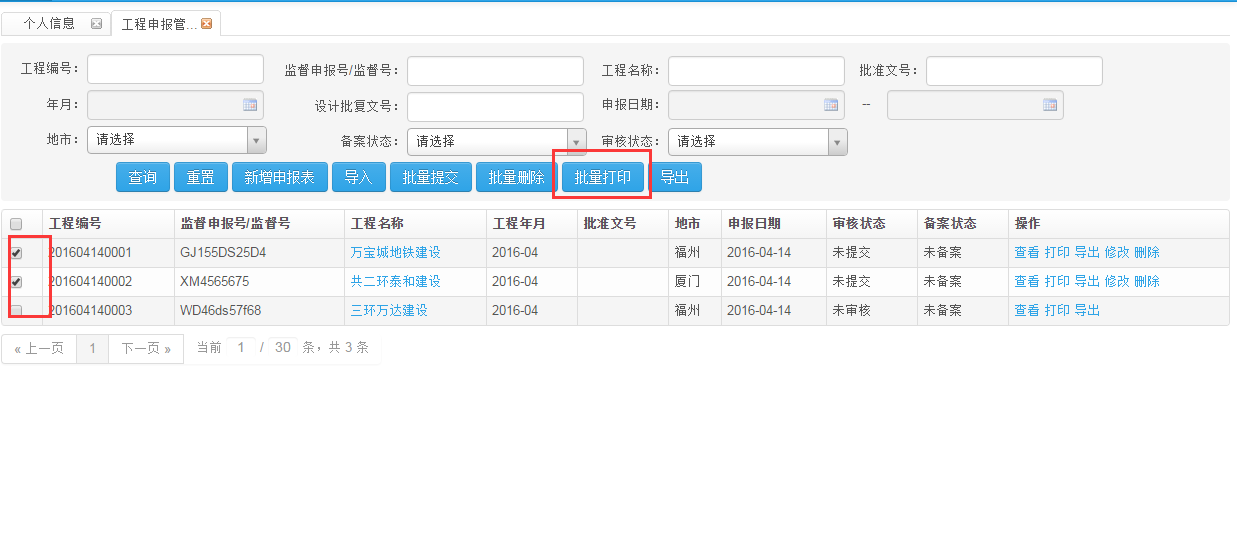 个人信息 工程申报管...
工程编号： 监督申报号/监督号： 工程名称： 批准文号：
年月： 设计批复文号： 申报日期： --
地市： 请选择 备案状态： 请选择 审核状态： 请选择
查询 重置 新增申报表 导入 批量提交 批量删除 批量打印 导出
工程编号 监督申报号/监督号 工程名称 工程年月 批准文号 地市 申报日期 审核状态 备案状态 操作
201604140001 GJ155DS25D4 万宝城地铁建设 2016-04 福州 2016-04-14 未提交 未备案 查看 打印 导出 修改 删除
201604140002 XM4565675 共二环泰和建设 2016-04 厦门 2016-04-14 未提交 未备案 查看 打印 导出 修改 删除
201604140003 WD46ds57f68 三环万达建设 2016-04 福州 2016-04-14 未审核 未备案 查看 打印 导出
« 上一页 1 下一页 » 当前 1 / 30 条，共 3 条